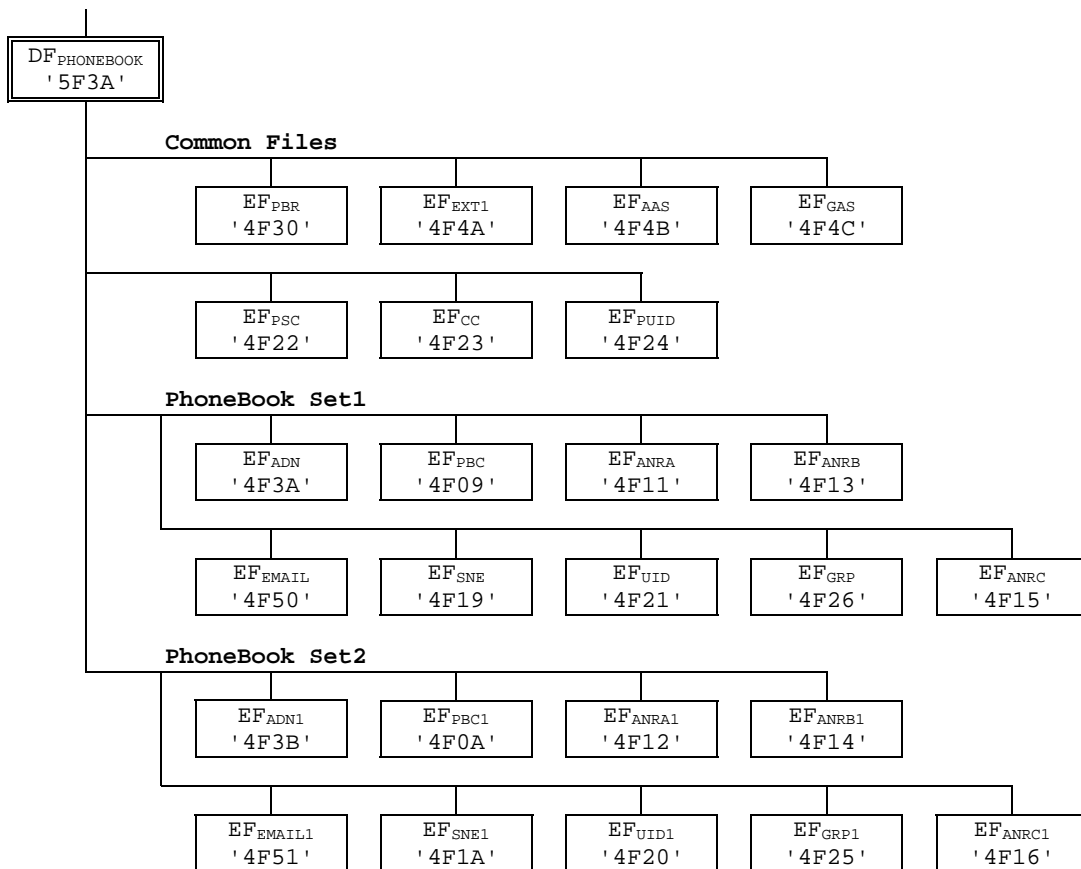 DFPHONEBOOK
'5F3A'
Common Files
EFPBR
'4F30'
EFEXT1
'4F4A'
EFAAS
'4F4B'
EFGAS
'4F4C'
EFPSC
'4F22'
EFCC
'4F23'
EFPUID
'4F24'
PhoneBook Set1
EFADN
'4F3A'
EFPBC
'4F09'
EFANRA
'4F11'
EFANRB
'4F13'
EFEMAIL
'4F50'
EFSNE
'4F19'
EFUID
'4F21'
EFGRP
'4F26'
EFANRC
'4F15'
PhoneBook Set2
EFADN1
'4F3B'
EFPBC1
'4F0A'
EFANRA1
'4F12'
EFANRB1
'4F14'
EFEMAIL1
'4F51'
EFSNE1
'4F1A'
EFUID1
'4F20'
EFGRP1
'4F25'
EFANRC1
'4F16'